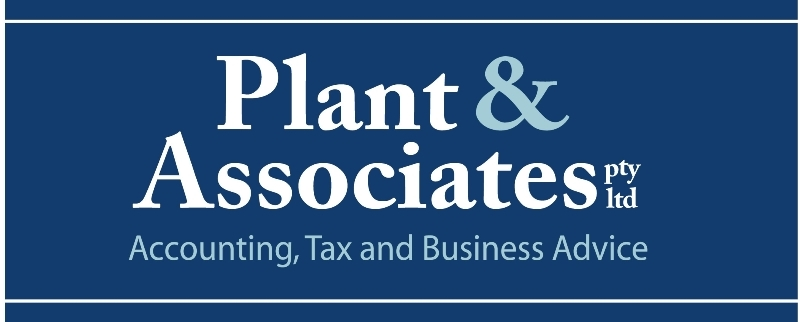 Plant &
Associates pty ltd
Accounting, Tax and Business Advice